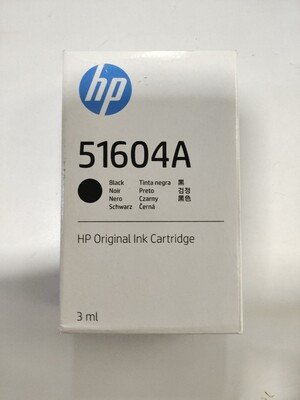 hp
51604A
Black Tinta negra 黑
Noir Preto 검정
Nero Czarny 黑色
Schwarz Černá
HP Original Ink Cartridge
3 ml